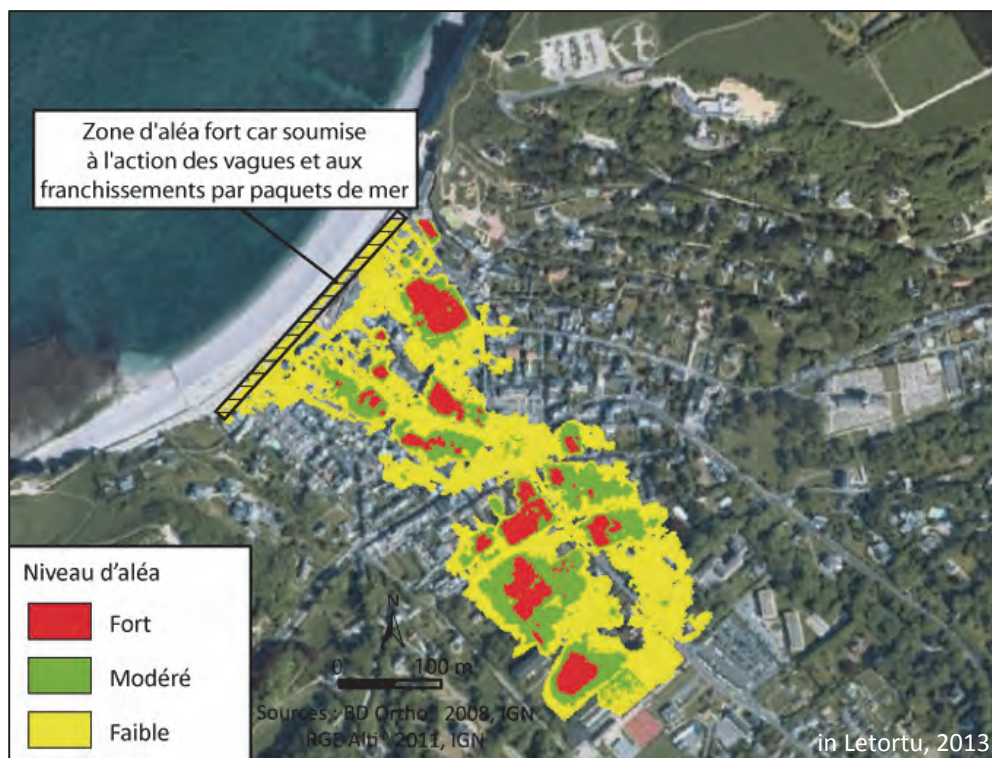 Zone d'aléa fort car soumise
à l'action des vagues et aux
franchissements par paquets de mer
Niveau d'aléa
Fort
Modéré
Faible
N
0 100 m
Sources : BD Ortho® 2008, IGN
RGE Alti® 2011, IGN
in Letortu, 2013